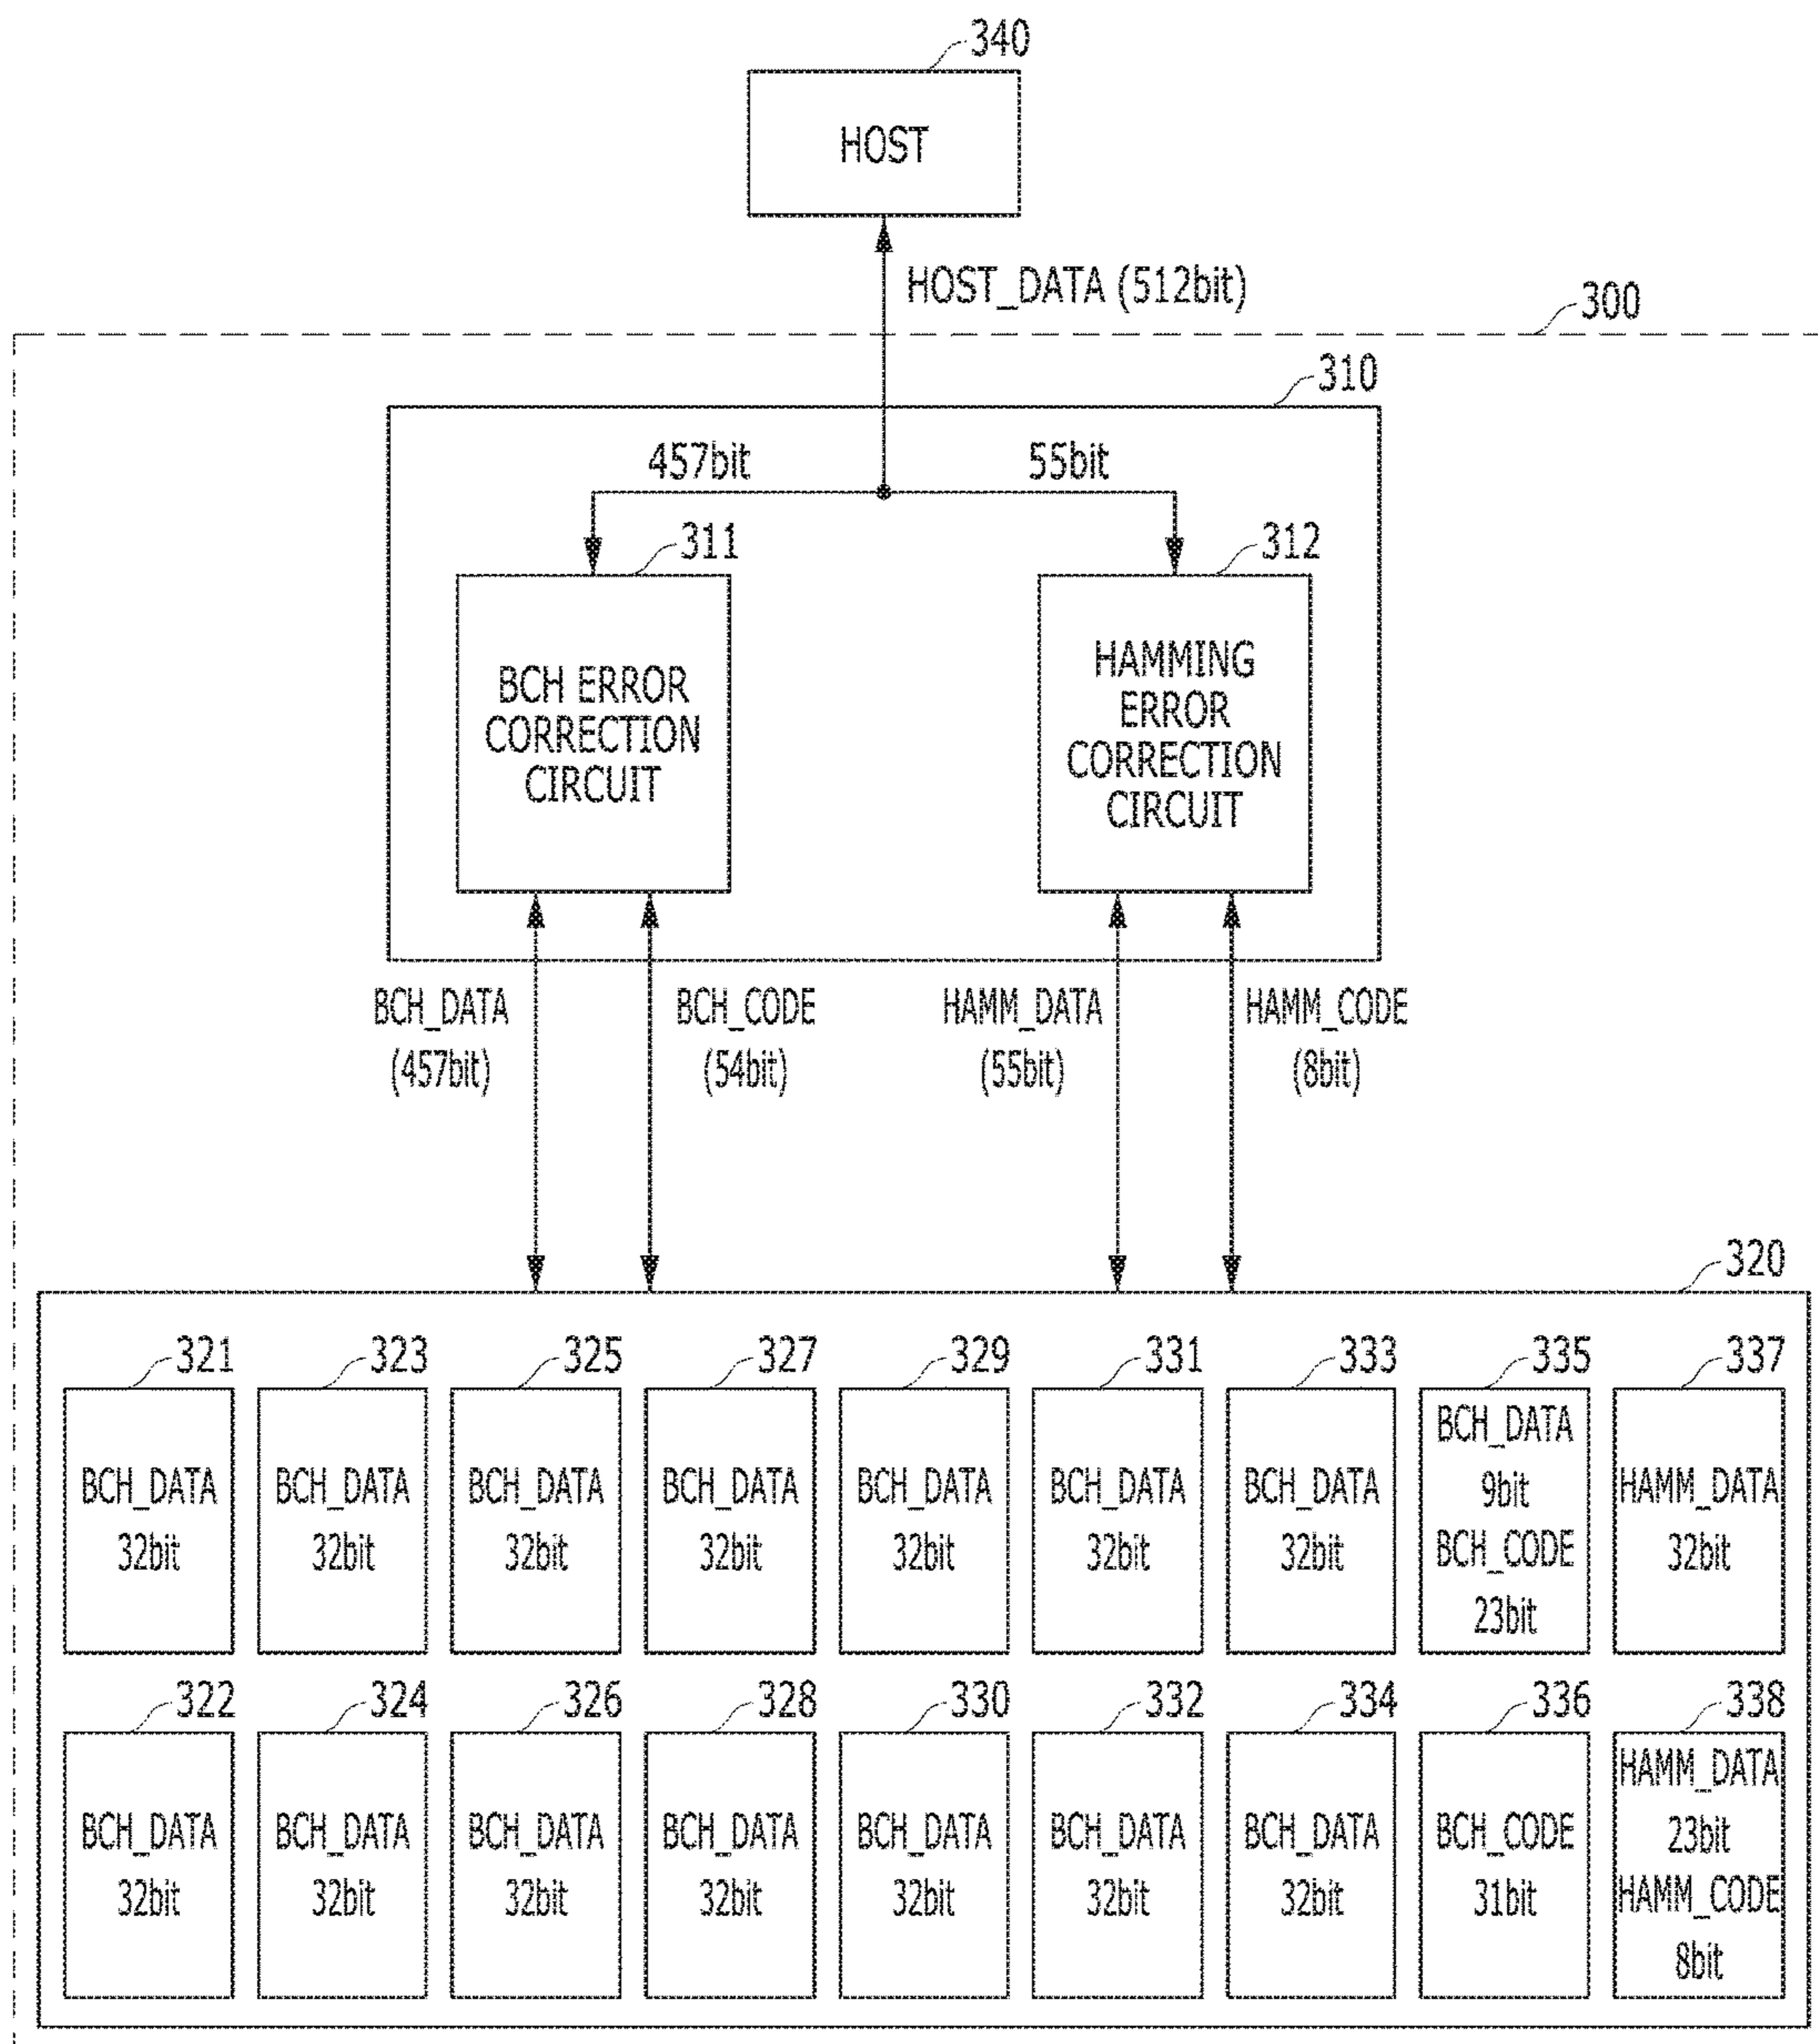 340
HOST
HOST_DATA (512bit)
300
310
457bit
55bit
311
312
BCH ERROR
CORRECTION
CIRCUIT
HAMMING
ERROR
CORRECTION
CIRCUIT
BCH_DATA
(457bit)
BCH_CODE
(54bit)
HAMM_DATA
(55bit)
HAMM_CODE
(8bit)
320
321
BCH_DATA
32bit
323
BCH_DATA
32bit
325
BCH_DATA
32bit
327
BCH_DATA
32bit
329
BCH_DATA
32bit
331
BCH_DATA
32bit
333
BCH_DATA
32bit
335
BCH_DATA
9bit
BCH_CODE
23bit
337
HAMM_DATA
32bit
322
BCH_DATA
32bit
324
BCH_DATA
32bit
326
BCH_DATA
32bit
328
BCH_DATA
32bit
330
BCH_DATA
32bit
332
BCH_DATA
32bit
334
BCH_DATA
32bit
336
BCH_CODE
31bit
338
HAMM_DATA
23bit
HAMM_CODE
8bit